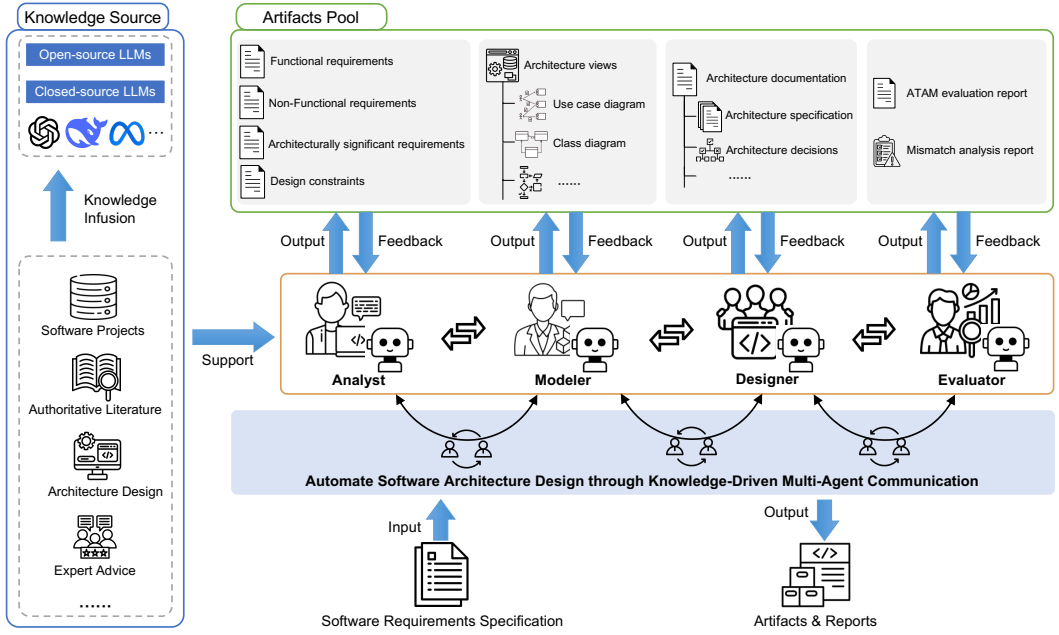 Knowledge Source
Open-source LLMs
Closed-source LLMs
...
Knowledge
Infusion
Software Projects
Authoritative Literature
Architecture Design
Expert Advice
......
Support
Artifacts Pool
Functional requirements
Non-Functional requirements
Architecturally significant requirements
Design constraints
Architecture views
Use case diagram
Class diagram
......
Architecture documentation
Architecture specification
Architecture decisions
......
ATAM evaluation report
Mismatch analysis report
Output
Feedback
Output
Feedback
Output
Feedback
Output
Feedback
</>
</>
Analyst
Modeler
Designer
Evaluator
Automate Software Architecture Design through Knowledge-Driven Multi-Agent Communication
Input
Output
</>
Software Requirements Specification
Artifacts & Reports